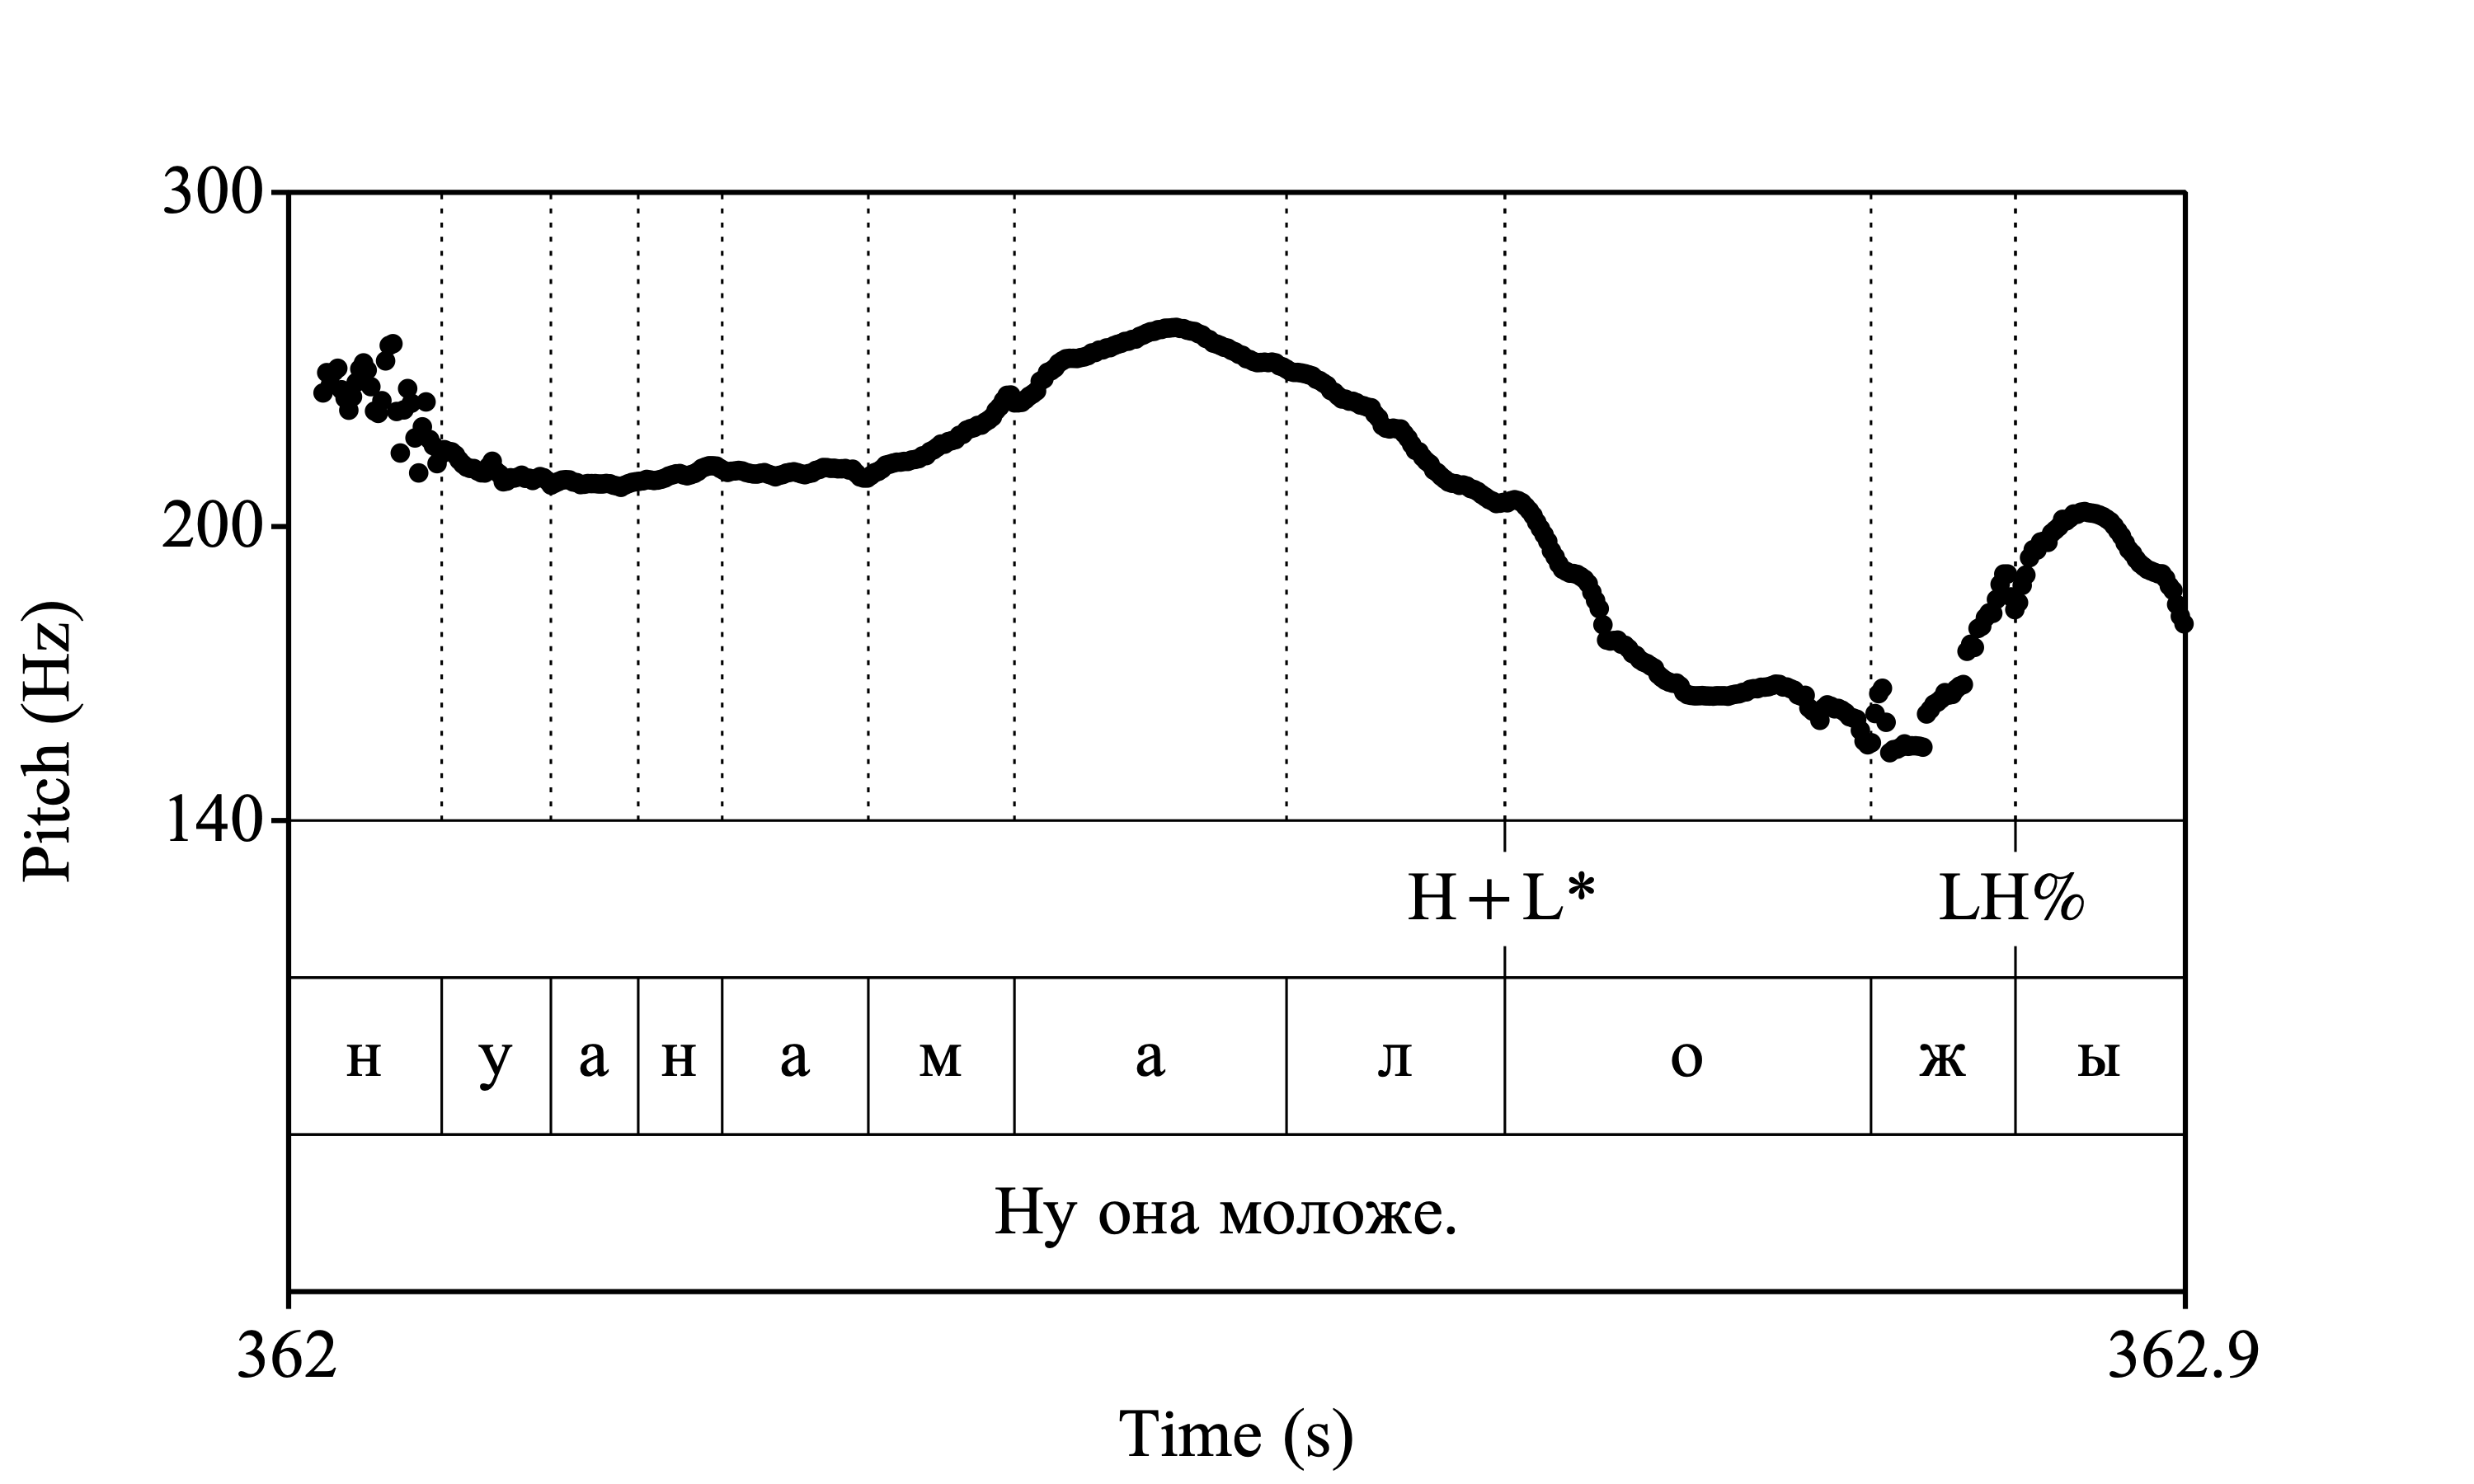 300
200
140
Pitch (Hz)
H+L* LH%
н у а н а м а л о ж ы
Ну она моложе.
362 362.9
Time (s)